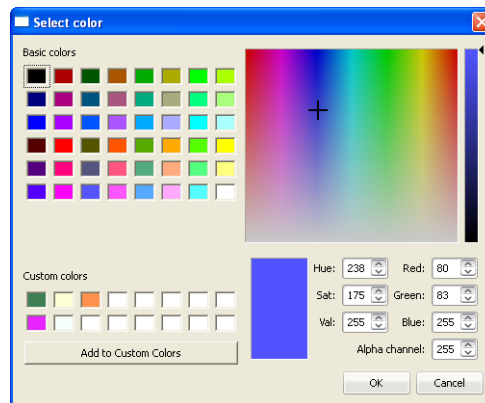 Select color
Basic colors
Custom colors
Hue: 238 Red: 80
Sat: 175 Green: 83
Val: 255 Blue: 255
Add to Custom Colors
Alpha channel: 255
OK Cancel